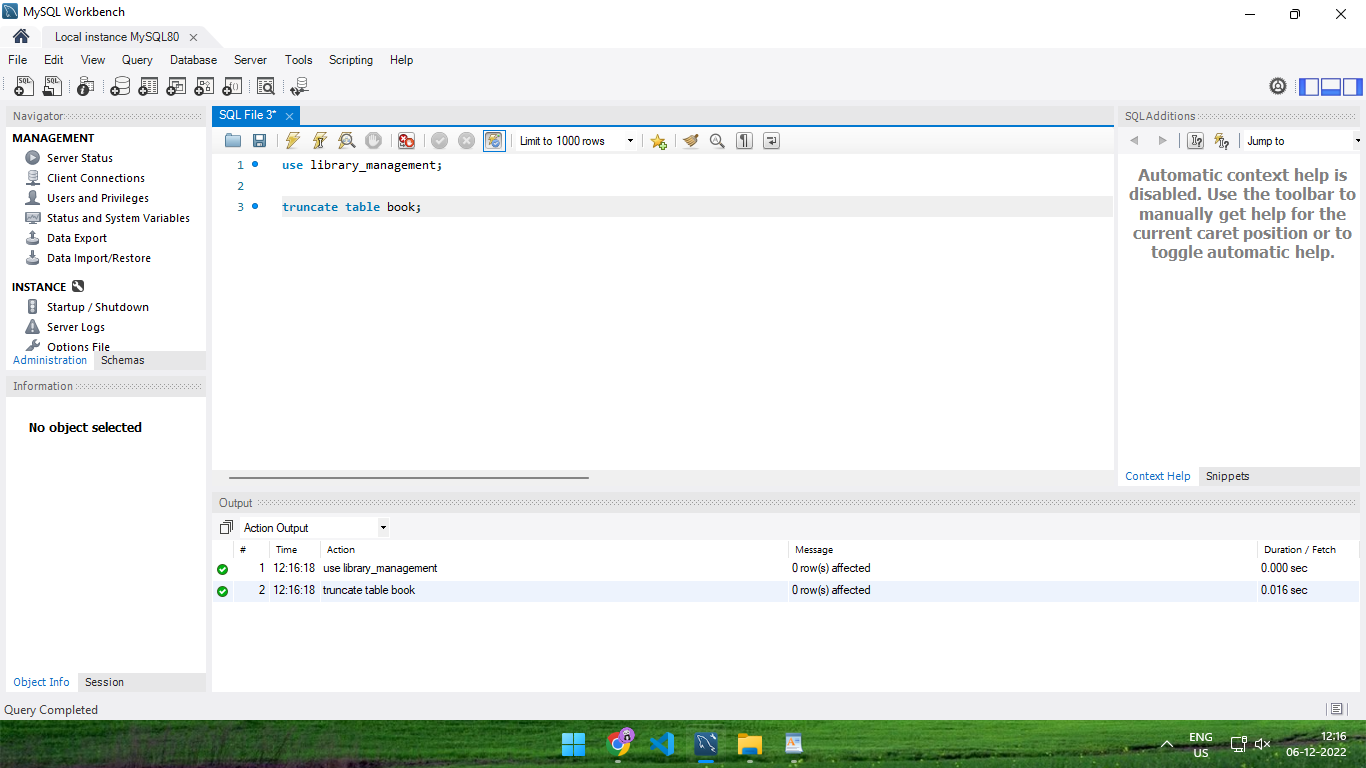 MySQL Workbench
Local instance MySQL80
File Edit View Query Database Server Tools Scripting Help
Navigator
MANAGEMENT
Server Status
Client Connections
Users and Privileges
Status and System Variables
Data Export
Data Import/Restore
INSTANCE
Startup / Shutdown
Server Logs
Options File
Administration Schemas
Information
No object selected
Object Info Session
SQL File 3*
Limit to 1000 rows
1 use library_management;
2
3 truncate table book;
SQLAdditions
Jump to
Automatic context help is
disabled. Use the toolbar to
manually get help for the
current caret position or to
toggle automatic help.
Context Help Snippets
Output
Action Output
# Time Action Message Duration / Fetch
1 12:16:18 use library_management 0 row(s) affected 0.000 sec
2 12:16:18 truncate table book 0 row(s) affected 0.016 sec
Query Completed
ENG
US
12:16
06-12-2022